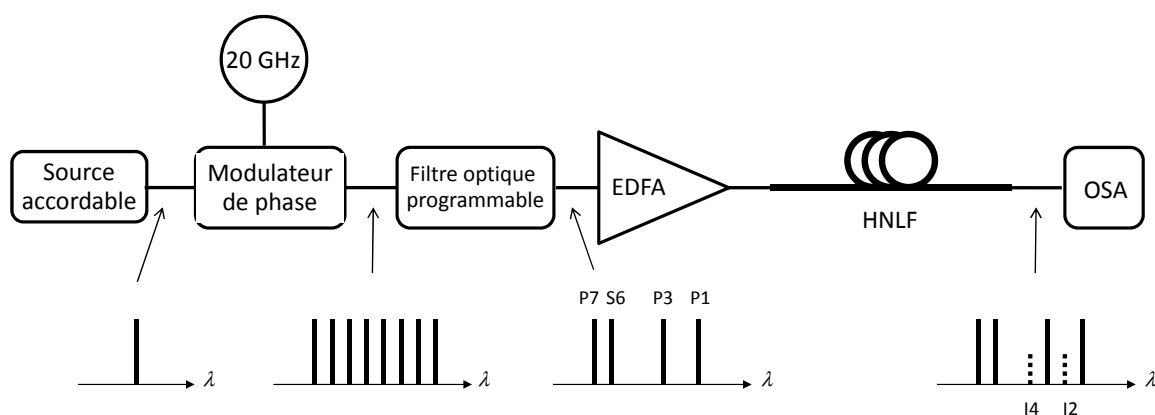 20 GHz
Source
accordable
Modulateur
de phase
Filtre optique
programmable
EDFA
HNLF
OSA
P7 S6 P3 P1
λ
λ
λ
λ
I4 I2